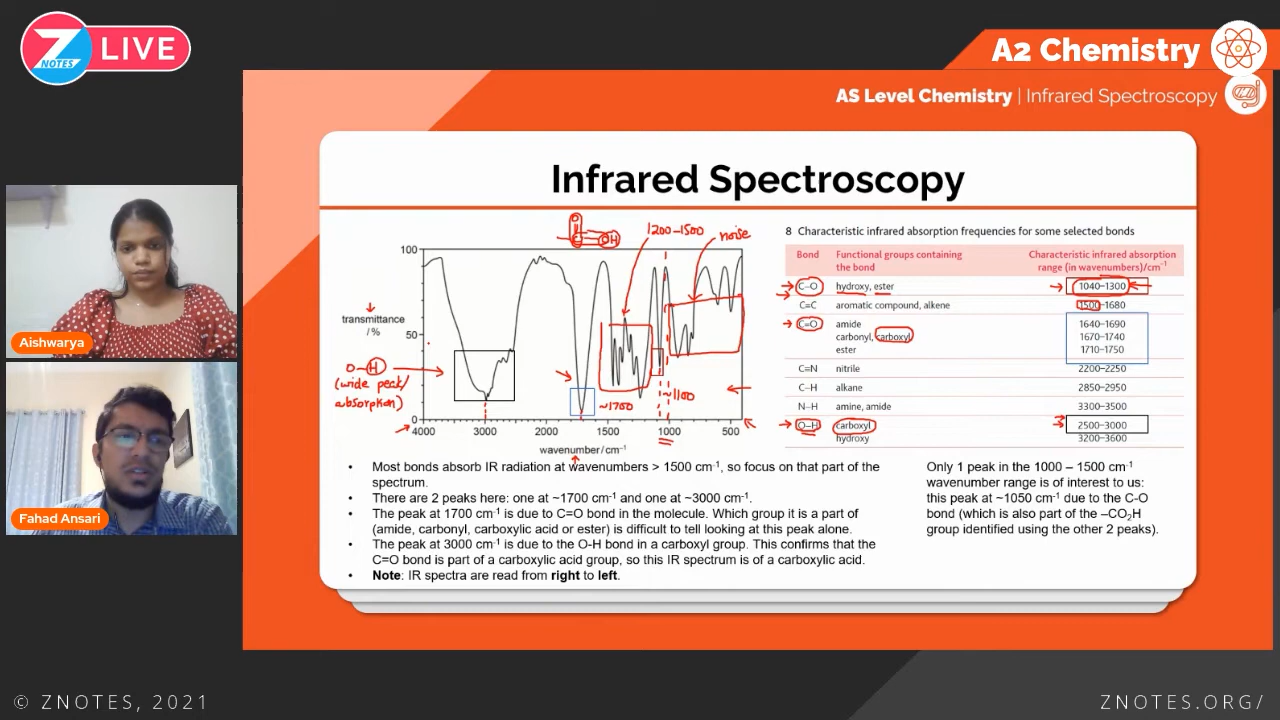 Z
NOTES
LIVE
A2 Chemistry
AS Level Chemistry | Infrared Spectroscopy
Infrared Spectroscopy
O
C
OH
1200-1500
noise
100
transmittance
/ %
50
0
O-H
(wide peak/
absorption)
~1700
~1100
4000
3000
2000
1500
1000
500
wavenumber/cm⁻¹
8 Characteristic infrared absorption frequencies for some selected bonds
Bond
Functional groups containing
the bond
Characteristic infrared absorption
range (in wavenumbers)/cm⁻¹
C–O hydroxy, ester 1040–1300
C=C aromatic compound, alkene 1500–1680
C=O amide 1640–1690
carbonyl, carboxyl 1670–1740
ester 1710–1750
C≡N nitrile 2200–2250
C–H alkane 2850–2950
N–H amine, amide 3300–3500
O–H carboxyl 2500–3000
hydroxy 3200–3600
• Most bonds absorb IR radiation at wavenumbers > 1500 cm⁻¹, so focus on that part of the
spectrum.
• There are 2 peaks here: one at ~1700 cm⁻¹ and one at ~3000 cm⁻¹.
• The peak at 1700 cm⁻¹ is due to C=O bond in the molecule. Which group it is a part of
(amide, carbonyl, carboxylic acid or ester) is difficult to tell looking at this peak alone.
• The peak at 3000 cm⁻¹ is due to the O-H bond in a carboxyl group. This confirms that the
C=O bond is part of a carboxylic acid group, so this IR spectrum is of a carboxylic acid.
• Note: IR spectra are read from right to left.
Only 1 peak in the 1000 – 1500 cm⁻¹
wavenumber range is of interest to us:
this peak at ~1050 cm⁻¹ due to the C-O
bond (which is also part of the –CO₂H
group identified using the other 2 peaks).
Aishwarya
Fahad Ansari
© ZNOTES, 2021
ZNOTES.ORG/